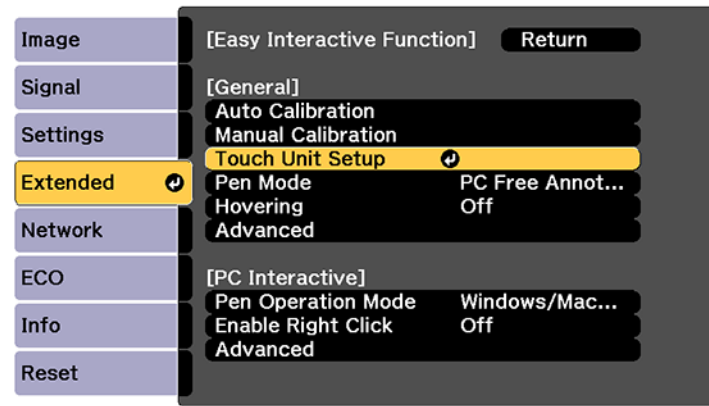 Image
Signal
Settings
Extended
Network
ECO
Info
Reset
[Easy Interactive Function] Return
[General]
Auto Calibration
Manual Calibration
Touch Unit Setup
Pen Mode PC Free Annot...
Hovering Off
Advanced
[PC Interactive]
Pen Operation Mode Windows/Mac...
Enable Right Click Off
Advanced